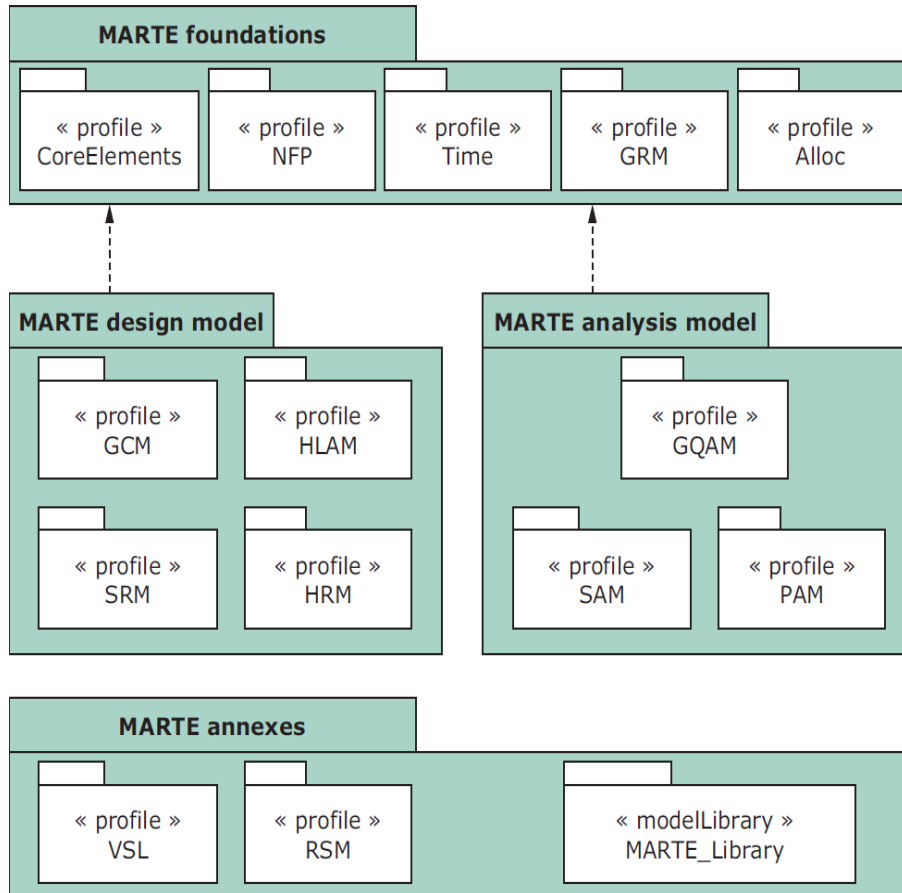 MARTE foundations
« profile »
CoreElements
« profile »
NFP
« profile »
Time
« profile »
GRM
« profile »
Alloc
MARTE design model
« profile »
GCM
« profile »
HLAM
« profile »
SRM
« profile »
HRM
MARTE analysis model
« profile »
GQAM
« profile »
SAM
« profile »
PAM
MARTE annexes
« profile »
VSL
« profile »
RSM
« modelLibrary »
MARTE_Library